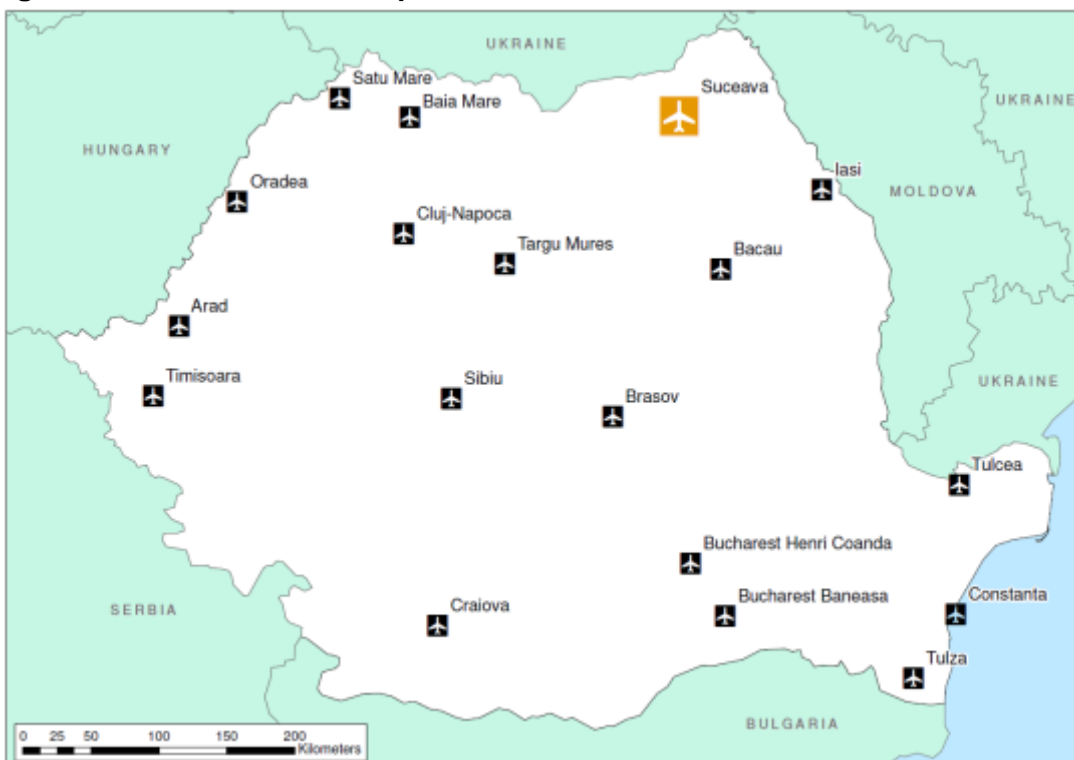 UKRAINE
Satu Mare
Suceava
Baia Mare
UKRAINE
HUNGARY
Iasi
Oradea
MOLDOVA
Cluj-Napoca
Targu Mures
Bacau
Arad
Timisoara
Sibiu
UKRAINE
Brasov
Tulcea
Bucharest Henri Coanda
SERBIA
Craiova
Bucharest Baneasa
Constanta
Tulza
BULGARIA
0 25 50 100 150 200
Kilometers